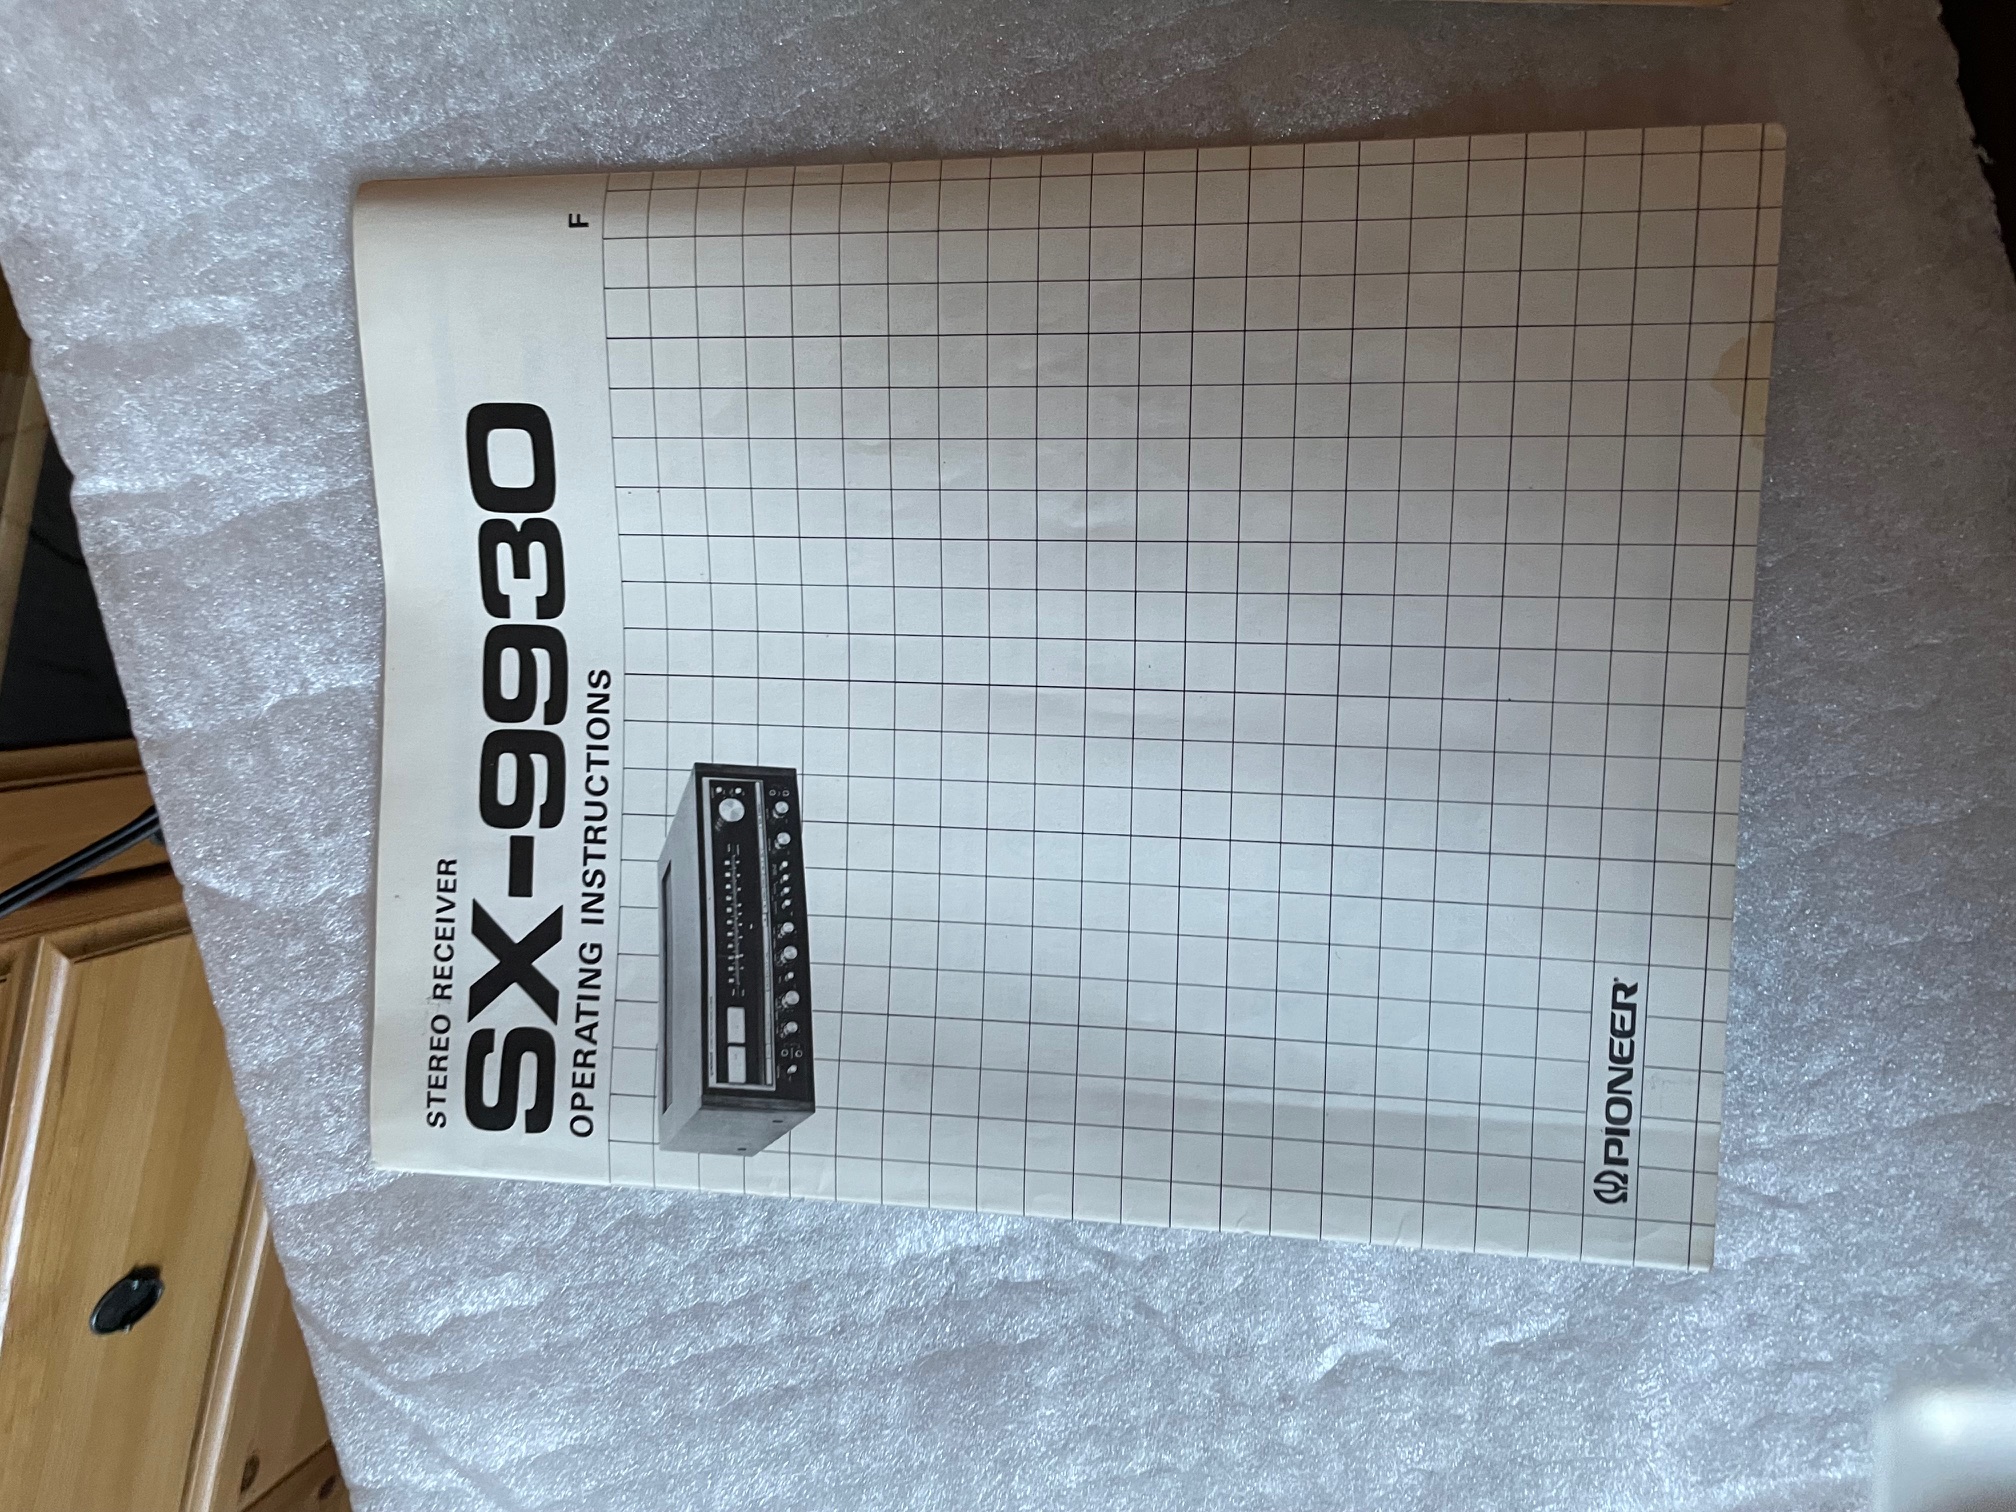 STEREO RECEIVER
SX-9930
OPERATING INSTRUCTIONS
F
PIONEER